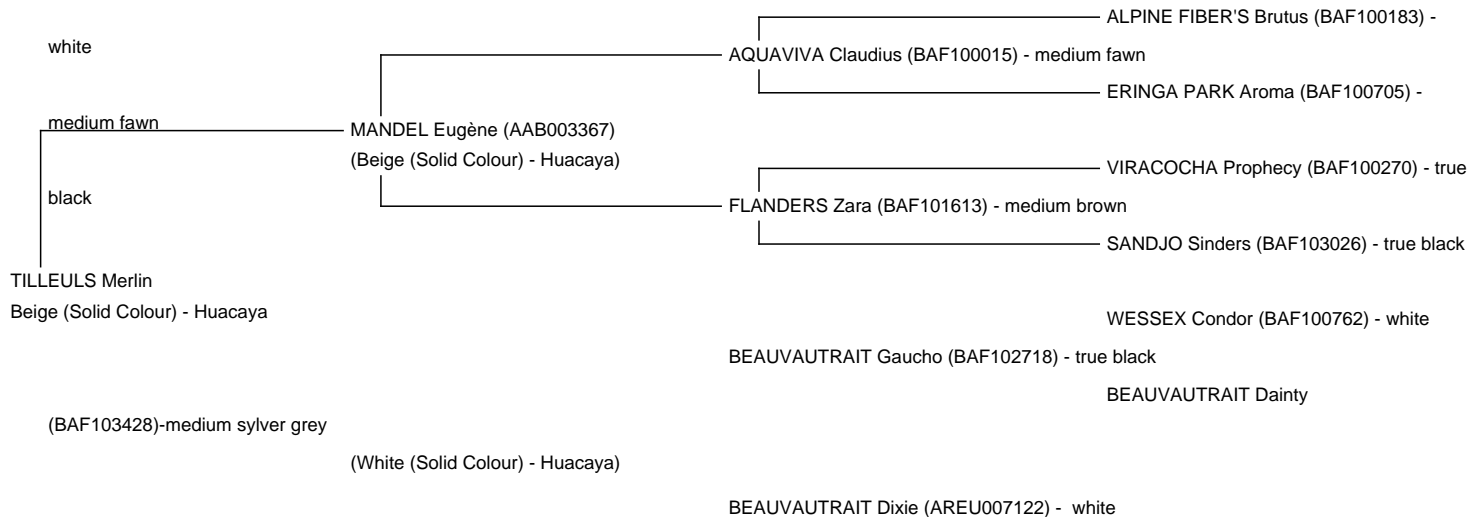 ALPINE FIBER'S Brutus (BAF100183) -
white
AQUAVIVA Claudius (BAF100015) - medium fawn
ERINGA PARK Aroma (BAF100705) -
medium fawn
MANDEL Eugène (AAB003367)
(Beige (Solid Colour) - Huacaya)
VIRACOCHA Prophecy (BAF100270) - true
black
FLANDERS Zara (BAF101613) - medium brown
SANDJO Sinders (BAF103026) - true black
TILLEULS Merlin
Beige (Solid Colour) - Huacaya
WESSEX Condor (BAF100762) - white
BEAUVAUTRAIT Gaucho (BAF102718) - true black
BEAUVAUTRAIT Dainty
(BAF103428)-medium sylver grey
(White (Solid Colour) - Huacaya)
BEAUVAUTRAIT Dixie (AREU007122) - white